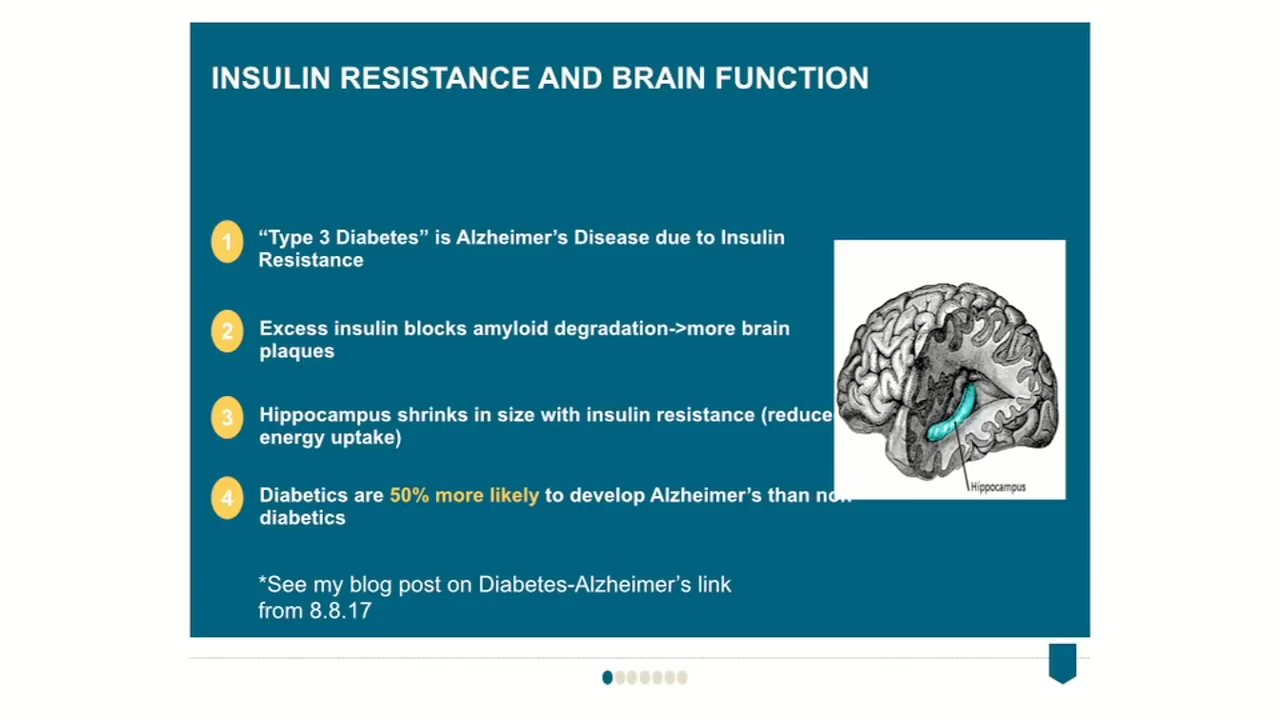 INSULIN RESISTANCE AND BRAIN FUNCTION
1 “Type 3 Diabetes” is Alzheimer’s Disease due to Insulin
Resistance
2 Excess insulin blocks amyloid degradation->more brain
plaques
3 Hippocampus shrinks in size with insulin resistance (reduce
energy uptake)
4 Diabetics are 50% more likely to develop Alzheimer’s than
diabetics
Hippocampus
*See my blog post on Diabetes-Alzheimer’s link
from 8.8.17